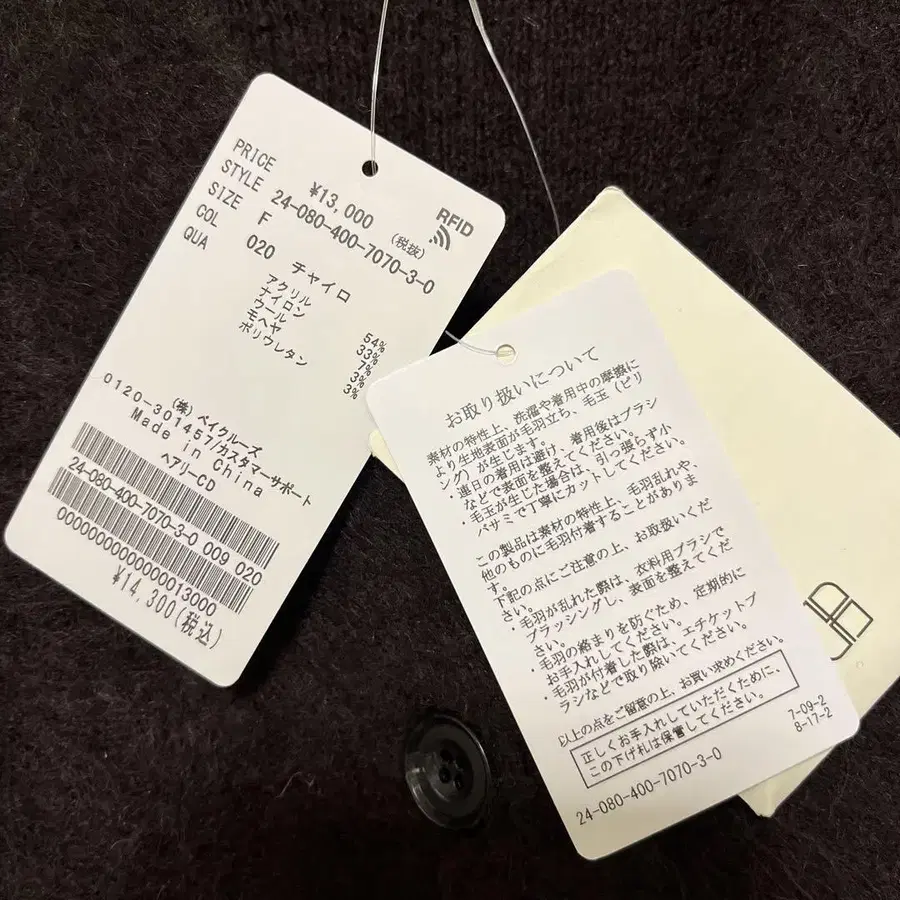 PRICE ¥13,000 (税抜)
STYLE 24-080-400-7070-3-0
SIZE F
COL 020 チャイロ
QUA
アクリル 54%
ナイロン 33%
ウール 7%
モヘヤ 3%
ポリウレタン 3%
RFID
(株)ベイクルーズ
0120-301457/カスタマーサポート
Made in China
ヘアリーCD
24-080-400-7070-3-0 009 020
0000000000000013000
¥14,300(税込)
お取り扱いについて
素材の特性上、洗濯や着用中の摩擦に
より生地表面が毛羽立ち、毛玉(ピリ
ング)が生じます。
・連日の着用は避け、着用後はブラシ
などで表面を整えてください。
・毛玉が生じた場合は、引っ張らず小
バサミで丁寧にカットしてください。
この製品は素材の特性上、毛羽乱れや、
他のものに毛羽付着することがありま
す。
下記の点にご注意の上、お取扱いくだ
さい。
・毛羽が乱れた際は、衣料用ブラシで
ブラッシングし、表面を整えてくだ
さい。
・毛羽の絡まりを防ぐため、定期的に
お手入れしてください。
・毛羽が付着した際は、エチケットブ
ラシなどで取り除いてください。
以上の点をご留意の上、お買い求めください。
正しくお手入れしていただくために、
この下げ札は保管してください。
7-09-2
8-17-2
24-080-400-7070-3-0